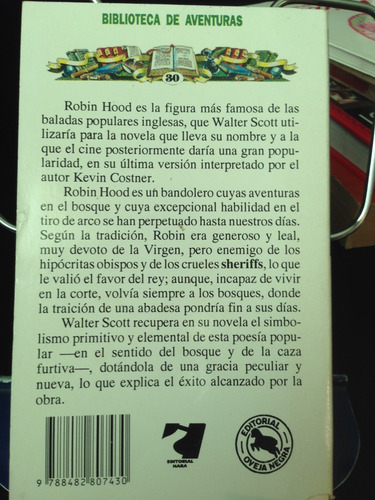 BIBLIOTECA DE AVENTURAS
30
Robin Hood es la figura más famosa de las
baladas populares inglesas, que Walter Scott uti-
lizaría para la novela que lleva su nombre y a la
que el cine posteriormente daría una gran popu-
laridad, en su última versión interpretado por el
autor Kevin Costner.
Robin Hood es un bandolero cuyas aventuras
en el bosque y cuya excepcional habilidad en el
tiro de arco se han perpetuado hasta nuestros días.
Según la tradición, Robin era generoso y leal,
muy devoto de la Virgen, pero enemigo de los
hipócritas obispos y de los crueles sheriffs, lo que
le valió el favor del rey; aunque, incapaz de vivir
en la corte, volvía siempre a los bosques, donde
la traición de una abadesa pondría fin a sus días.
Walter Scott recupera en su novela el simbo-
lismo primitivo y elemental de esta poesía popu-
lar —en el sentido del bosque y de la caza
furtiva—, dotándola de una gracia peculiar y
nueva, lo que explica el éxito alcanzado por la
obra.
9 788482 807430
EDITORIAL
NARA
EDITORIAL
OVEJA NEGRA